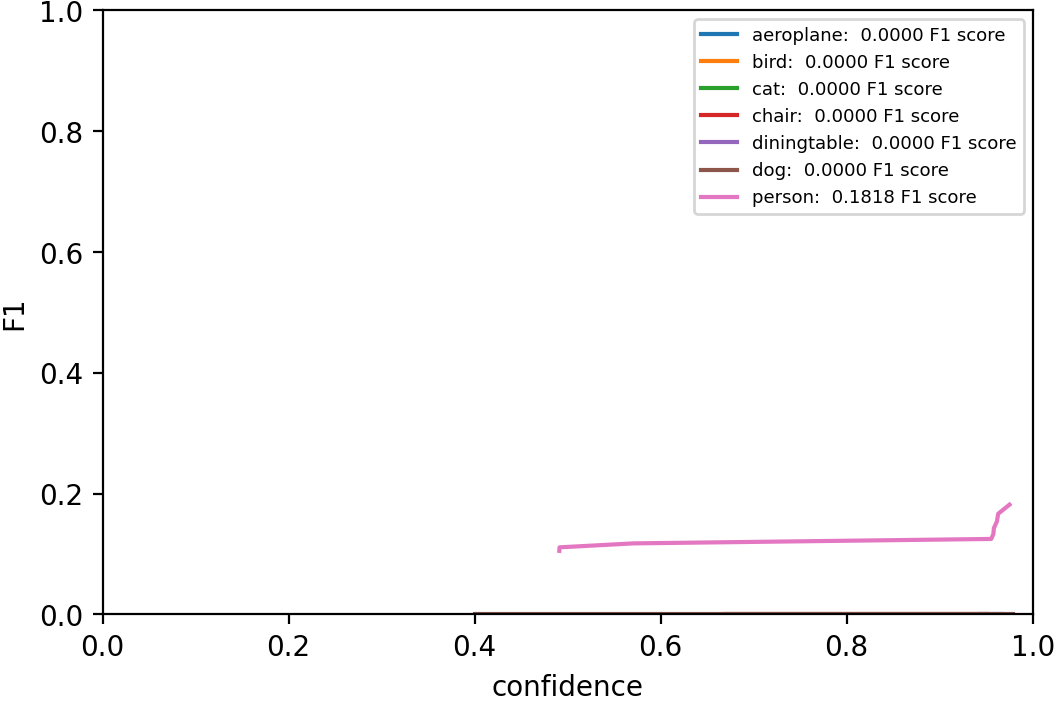 1.0
0.8
0.6
0.4
0.2
0.0
F1
aeroplane:  0.0000 F1 score
bird:  0.0000 F1 score
cat:  0.0000 F1 score
chair:  0.0000 F1 score
diningtable:  0.0000 F1 score
dog:  0.0000 F1 score
person:  0.1818 F1 score
0.0 0.2 0.4 0.6 0.8 1.0
confidence